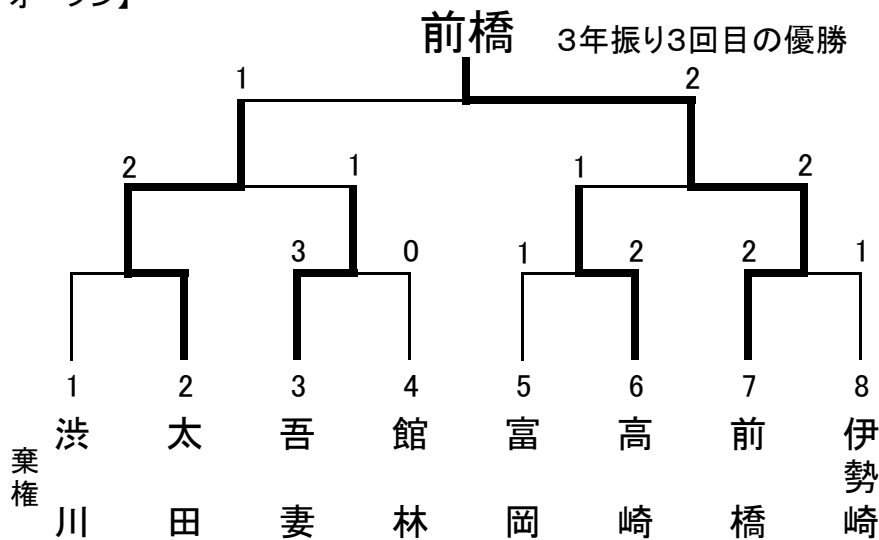 オープン】
前橋 3年振り3回目の優勝
1 2
2 1 1 2
3 0 1 2 2 1
1 2 3 4 5 6 7 8
棄権
渋川
太田
吾妻
館林
富岡
高崎
前橋
伊勢崎